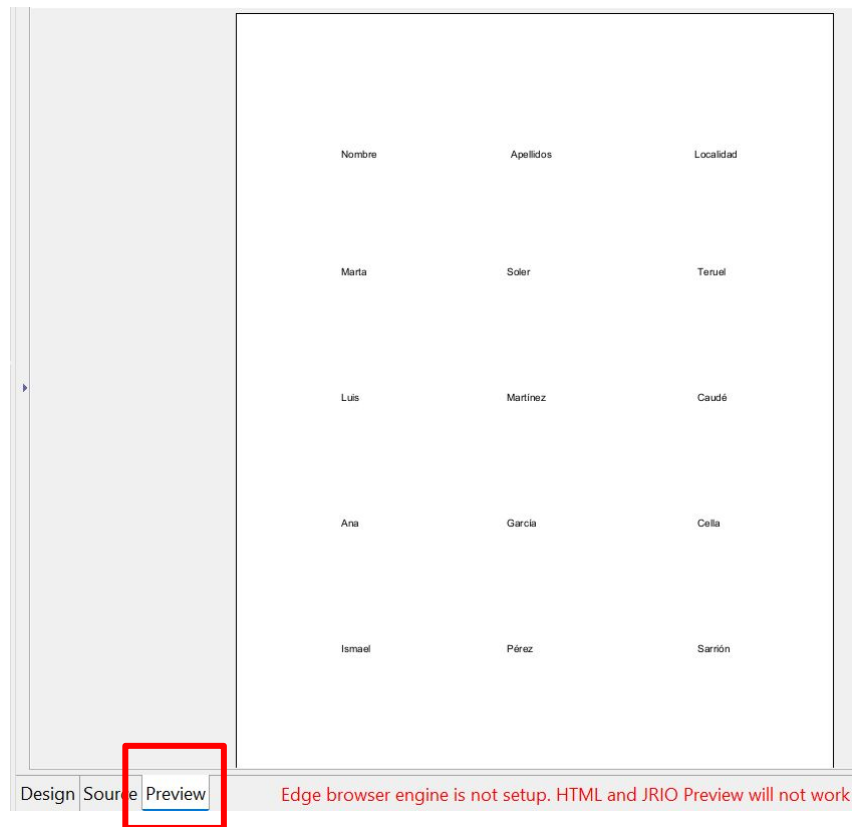 Nombre Apellidos Localidad
Marta Soler Teruel
Luis Martínez Caudé
Ana García Cella
Ismael Pérez Sarrión
Design Source Preview Edge browser engine is not setup. HTML and JRIO Preview will not work